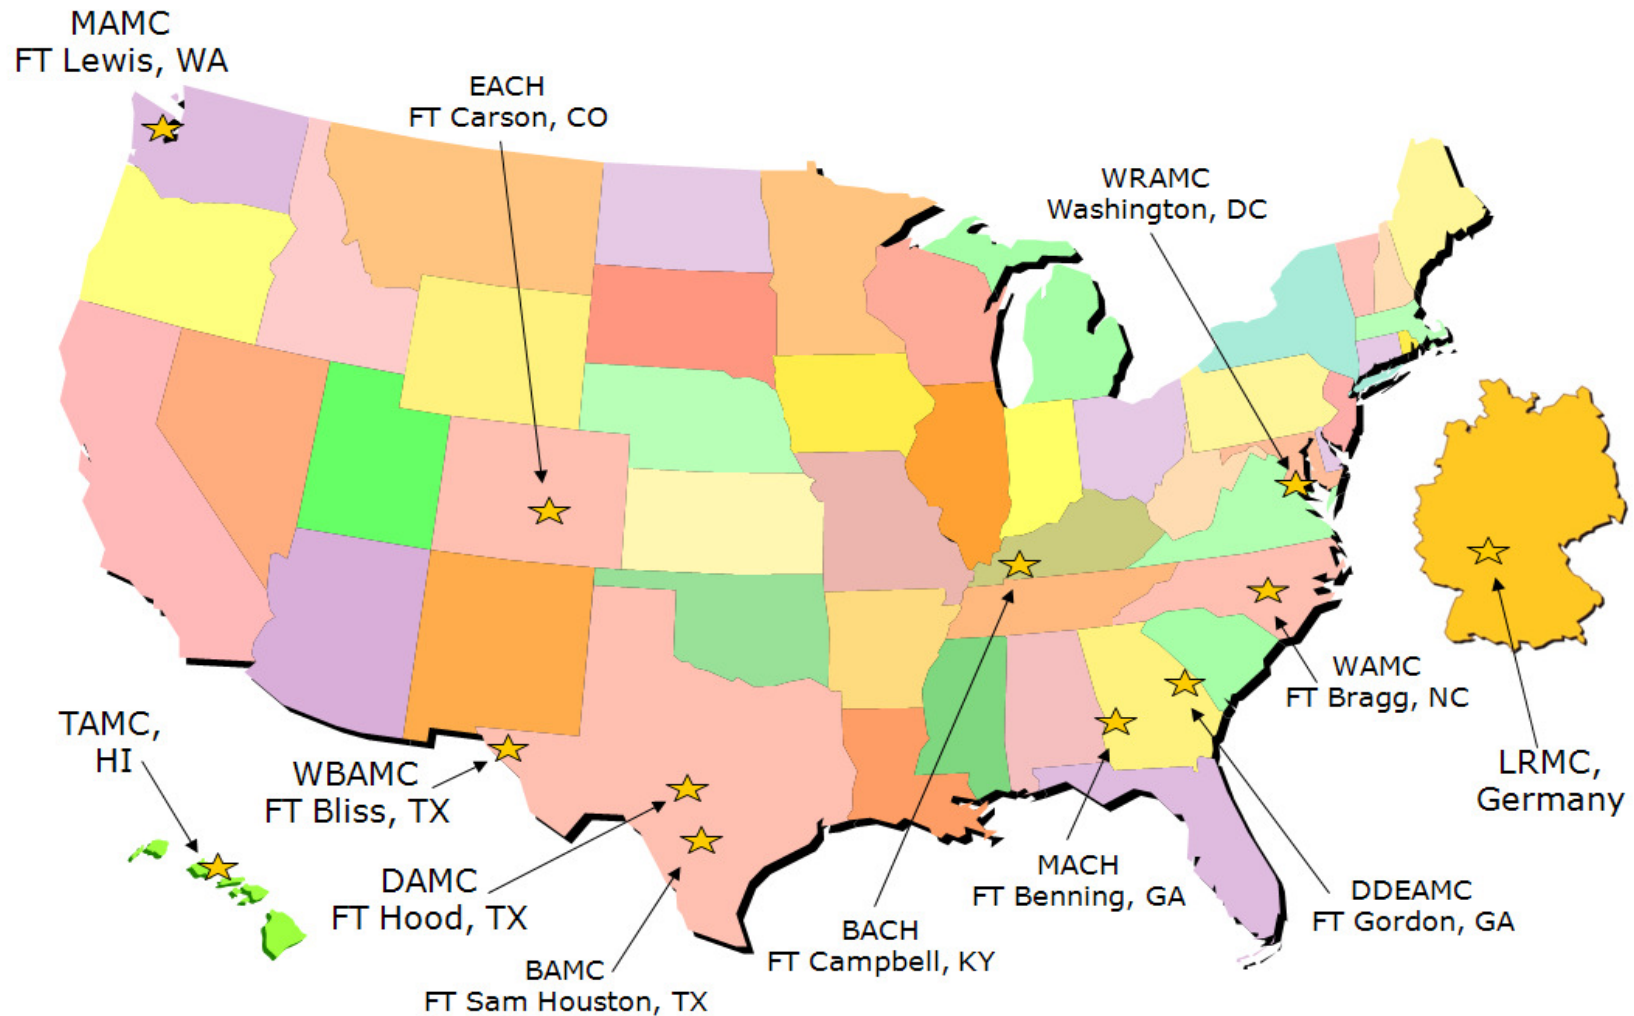 MAMC
FT Lewis, WA
EACH
FT Carson, CO
WRAMC
Washington, DC
WAMC
FT Bragg, NC
TAMC,
HI
WBAMC
FT Bliss, TX
LRMC,
Germany
DAMC
FT Hood, TX
MACH
FT Benning, GA
DDEAMC
FT Gordon, GA
BACH
FT Campbell, KY
BAMC
FT Sam Houston, TX